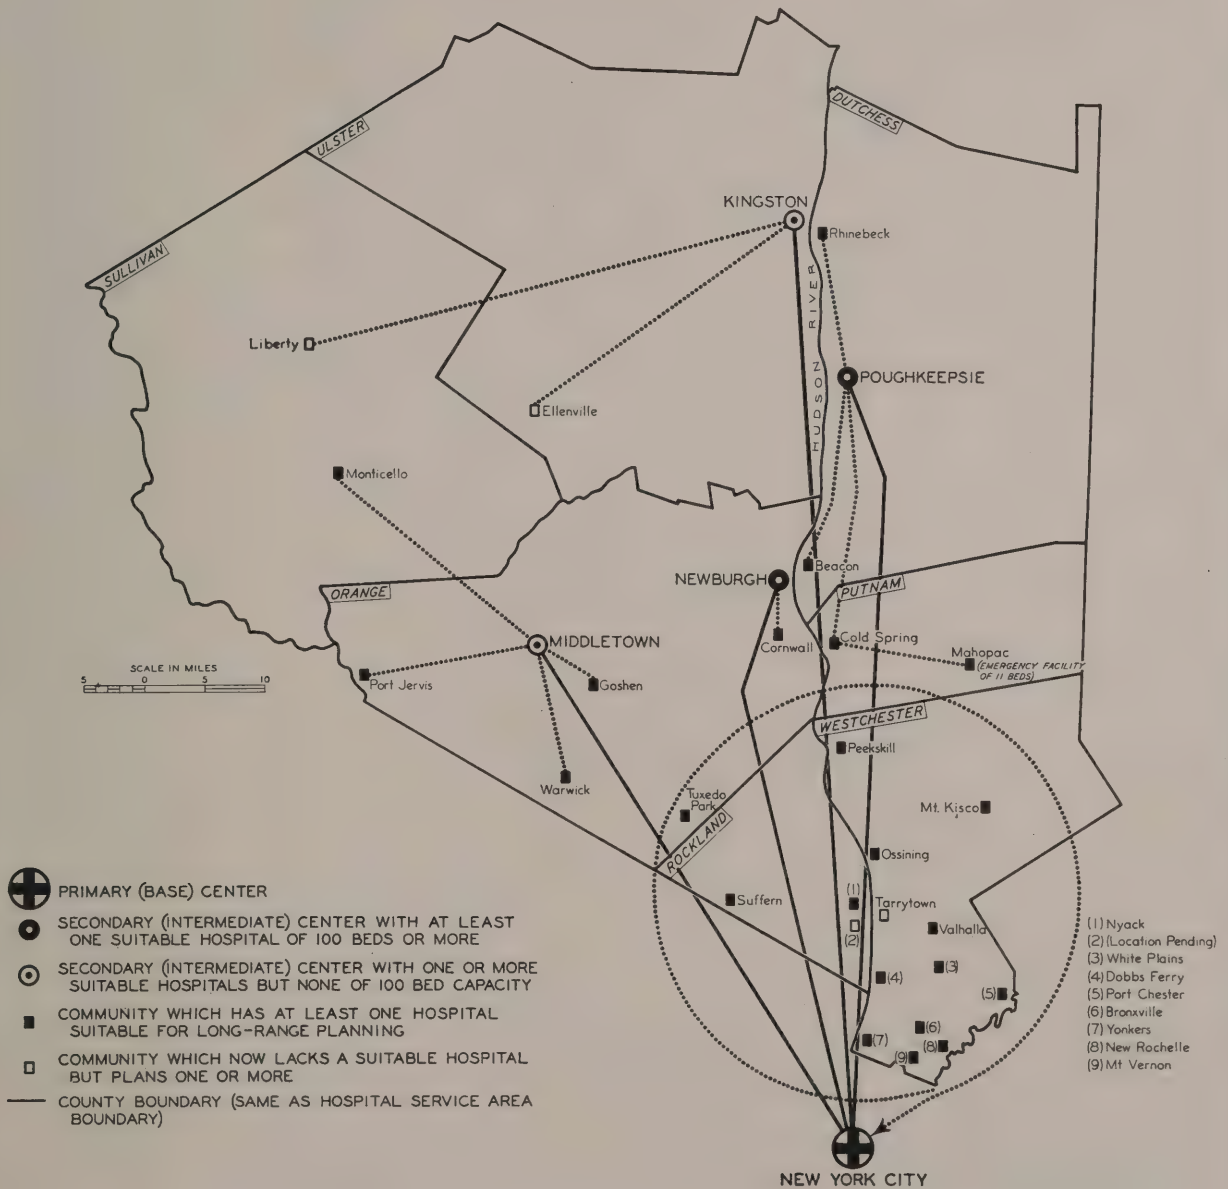 DUTCHESS
ULSTER
KINGSTON
Rhinebeck
SULLIVAN
HUDSON RIVER
Liberty
POUGHKEEPSIE
Ellenville
Monticello
Beacon
NEWBURGH
PUTNAM
ORANGE
MIDDLETOWN
Cornwall
Cold Spring
Mahopac
(EMERGENCY FACILITY
OF 11 BEDS)
SCALE IN MILES
5 0 5 10
Port Jervis
Goshen
WESTCHESTER
Peekskill
Warwick
Tuxedo
Park
Mt. Kisco
ROCKLAND
Ossining
PRIMARY (BASE) CENTER
Suffern
(1)
Tarrytown
(2)
Valhalla
SECONDARY (INTERMEDIATE) CENTER WITH AT LEAST
ONE SUITABLE HOSPITAL OF 100 BEDS OR MORE
SECONDARY (INTERMEDIATE) CENTER WITH ONE OR MORE
SUITABLE HOSPITALS BUT NONE OF 100 BED CAPACITY
COMMUNITY WHICH HAS AT LEAST ONE HOSPITAL
SUITABLE FOR LONG-RANGE PLANNING
COMMUNITY WHICH NOW LACKS A SUITABLE HOSPITAL
BUT PLANS ONE OR MORE
COUNTY BOUNDARY (SAME AS HOSPITAL SERVICE AREA
BOUNDARY)
(3)
(4)
(5)
(6)
(7)
(8)
(9)
(1) Nyack
(2) (Location Pending)
(3) White Plains
(4) Dobbs Ferry
(5) Port Chester
(6) Bronxville
(7) Yonkers
(8) New Rochelle
(9) Mt Vernon
NEW YORK CITY